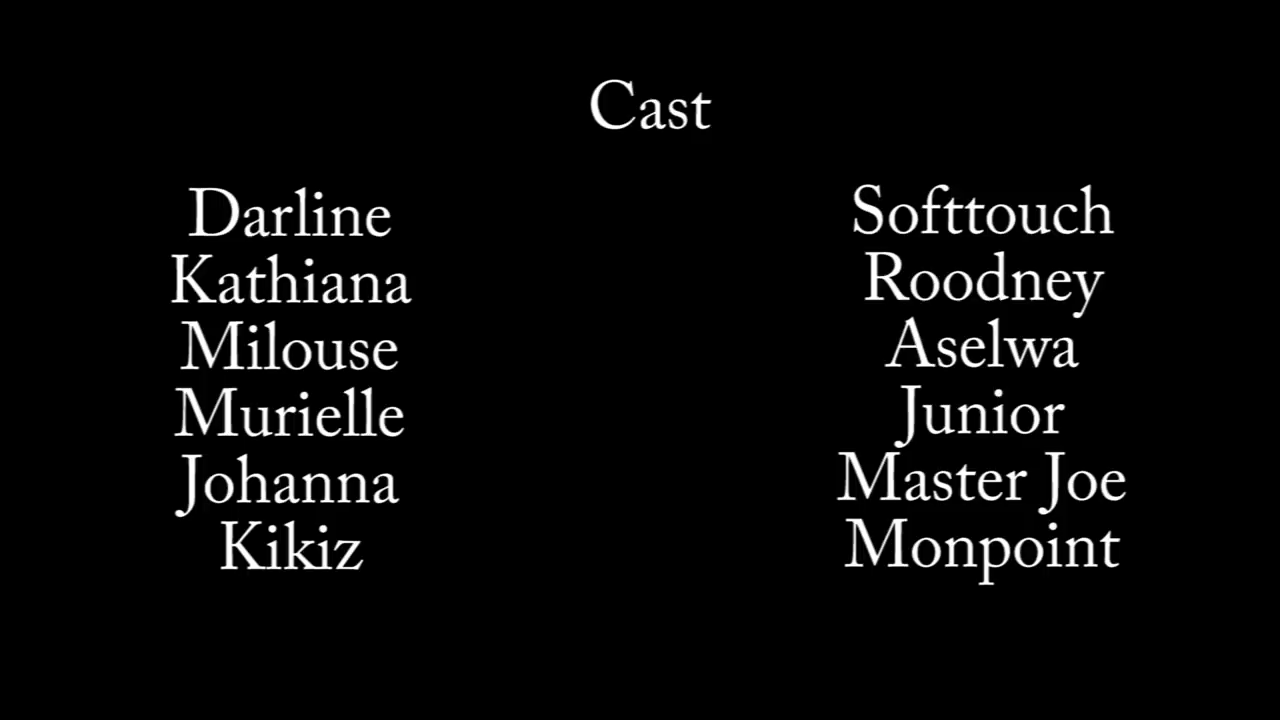 Cast
Darline
Kathiana
Milouse
Murielle
Johanna
Kikiz
Softtouch
Roodney
Aselwa
Junior
Master Joe
Monpoint